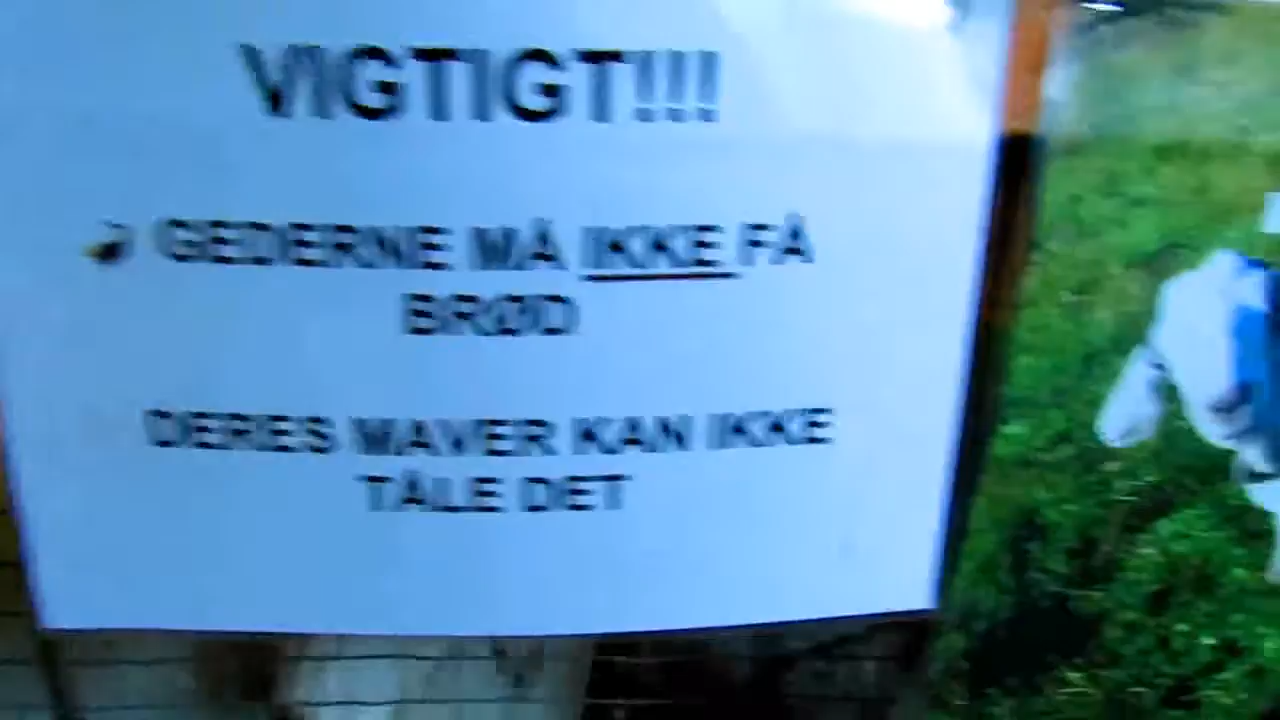 VIGTIGT!!!
GEDERNE MÅ IKKE FÅ
BRØD
DERES MAVER KAN IKKE
TÅLE DET